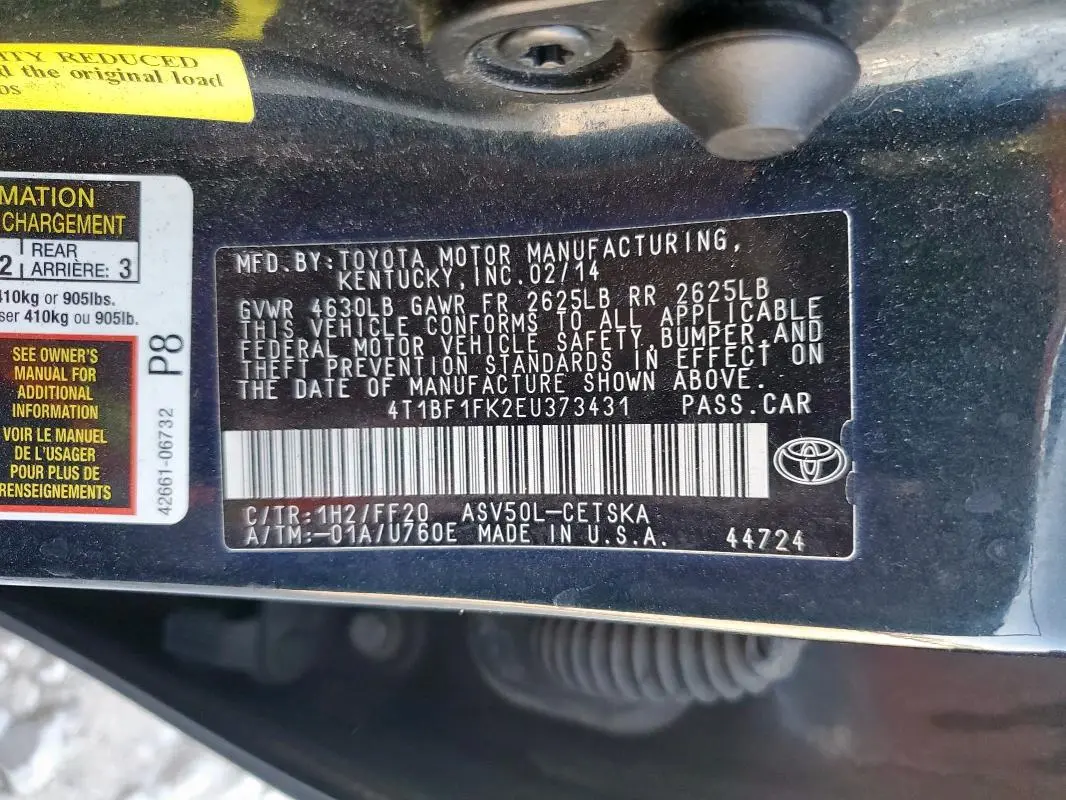 ITY REDUCED
d the original load
os
MATION
CHARGEMENT
2 REAR
ARRIÈRE: 3
410kg or 905lbs.
ser 410kg ou 905lb.
SEE OWNER'S
MANUAL FOR
ADDITIONAL
INFORMATION
VOIR LE MANUEL
DE L'USAGER
POUR PLUS DE
RENSEIGNEMENTS
P8
42661-06732
MFD.BY:TOYOTA MOTOR MANUFACTURING,
KENTUCKY, INC.02/14
GVWR 4630LB GAWR FR 2625LB RR 2625LB
THIS VEHICLE CONFORMS TO ALL APPLICABLE
FEDERAL MOTOR VEHICLE SAFETY,BUMPER,AND
THEFT PREVENTION STANDARDS IN EFFECT ON
THE DATE OF MANUFACTURE SHOWN ABOVE.
4T1BF1FK2EU373431 PASS.CAR
C/TR:1H2/FF20 ASV50L-CETSKA
A/TM:-01A/U760E MADE IN U.S.A. 44724